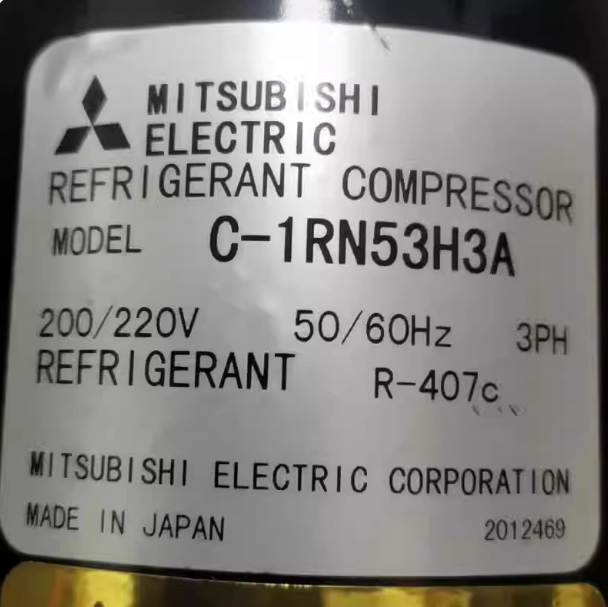 MITSUBISHI
ELECTRIC
REFRIGERANT COMPRESSOR
MODEL C-1RN53H3A
200/220V 50/60Hz 3PH
REFRIGERANT R-407c
MITSUBISHI ELECTRIC CORPORATION
MADE IN JAPAN 2012469